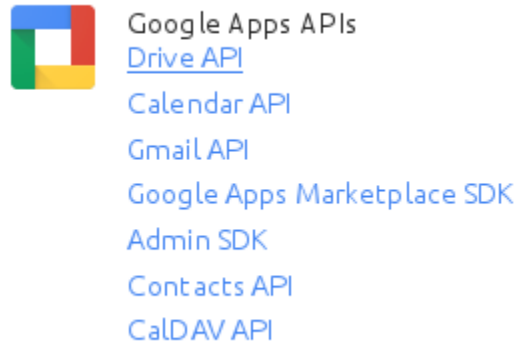 Google Apps APIs
Drive API
Calendar API
Gmail API
Google Apps Marketplace SDK
Admin SDK
Contacts API
CalDAV API